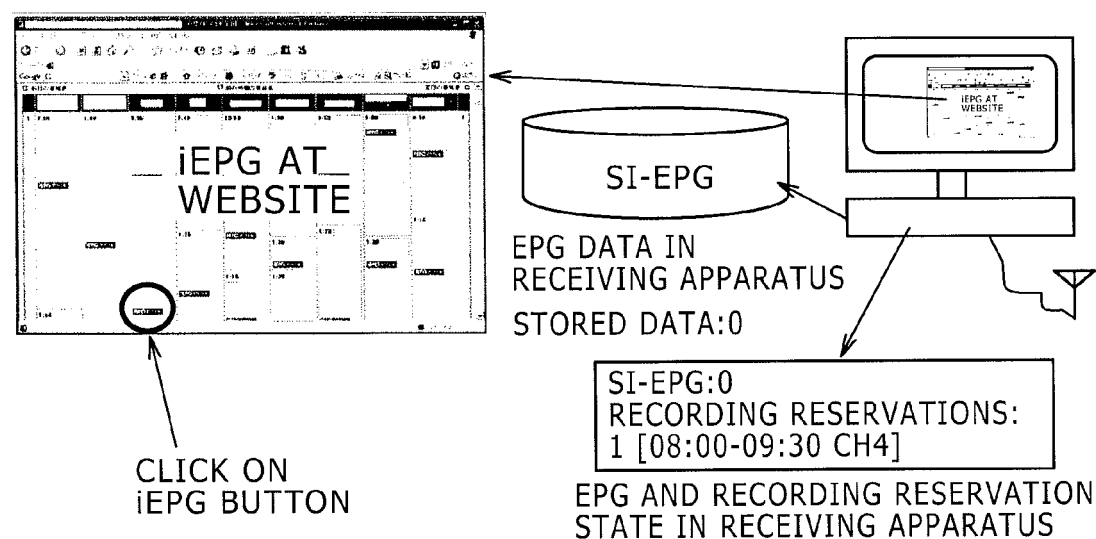 iEPG AT
WEBSITE
iEPG AT
WEBSITE
SI-EPG
EPG DATA IN
RECEIVING APPARATUS
STORED DATA:0
SI-EPG:0
RECORDING RESERVATIONS:
1 [08:00-09:30 CH4]
CLICK ON
iEPG BUTTON
EPG AND RECORDING RESERVATION
STATE IN RECEIVING APPARATUS